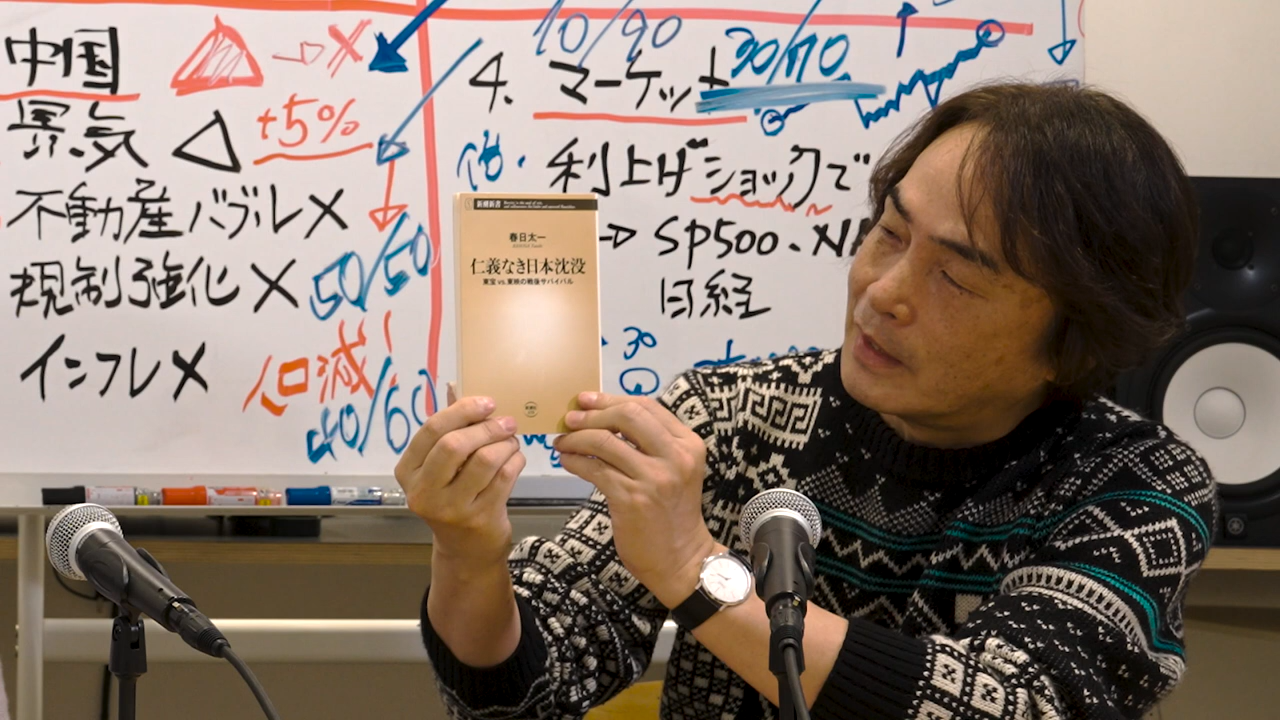 中国 → ×
景気 △ +5%
不動産バブル×
規制強化×
50/50
インフレ×
人口減!
40/60
10/90
4. マーケット
30/70
他・利上げショックで
→ SP500、
日経
30
新潮新書
春日太一
仁義なき日本沈没
東宝vs.東映の戦後サバイバル